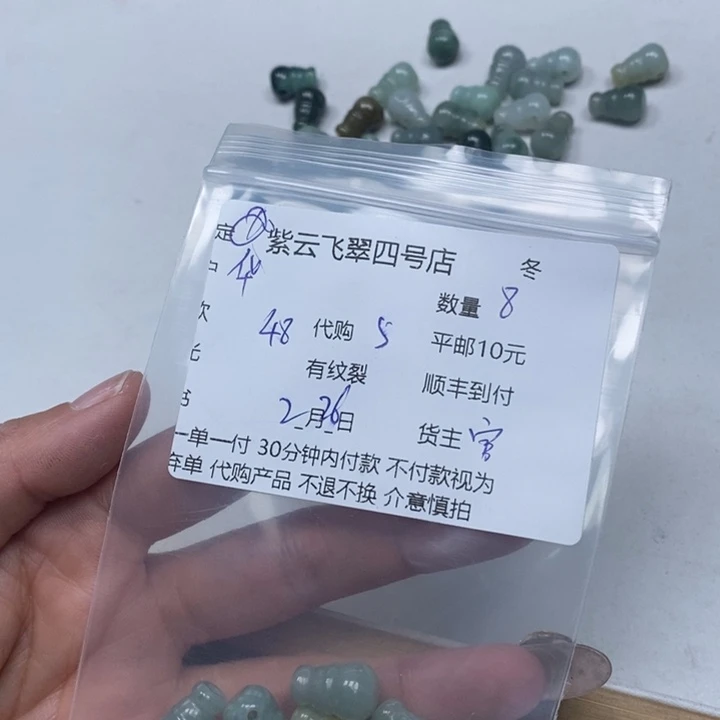 定 紫云飞翠四号店 冬
数量 8
48 代购 5 平邮10元
有纹裂 顺丰到付
2月26日 货主 宫
一单一付 30分钟内付款 不付款视为
弃单 代购产品 不退不换 介意慎拍